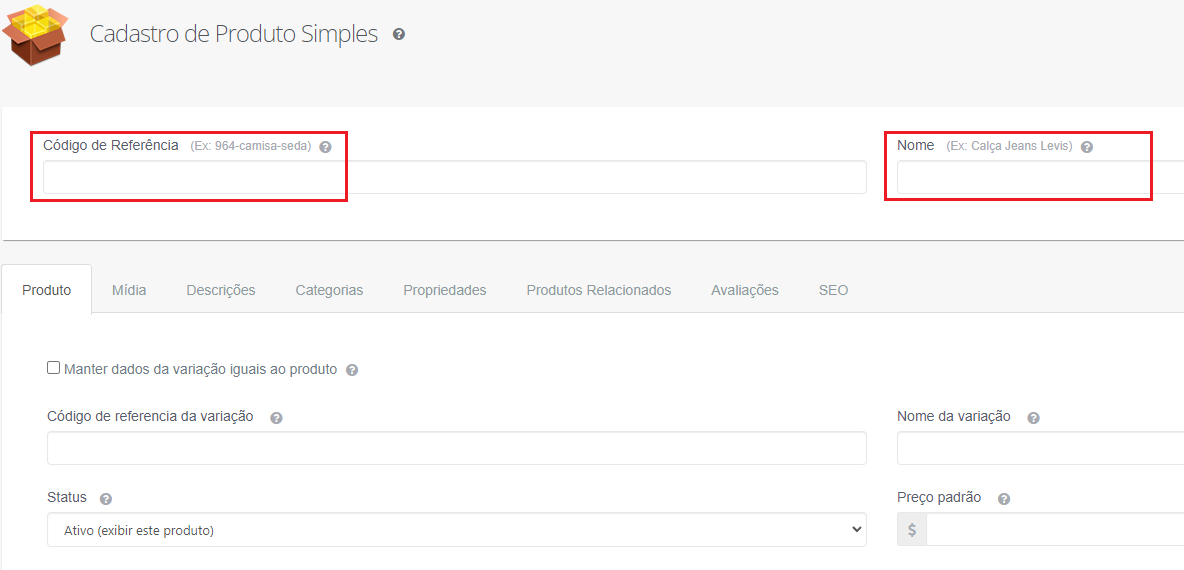 Cadastro de Produto Simples ?
Código de Referência (Ex: 964-camisa-seda) ? Nome (Ex: Calça Jeans Levis) ?
Produto Mídia Descrições Categorias Propriedades Produtos Relacionados Avaliações SEO
Manter dados da variação iguais ao produto ?
Código de referencia da variação ? Nome da variação ?
Status ? Preço padrão ?
Ativo (exibir este produto) $